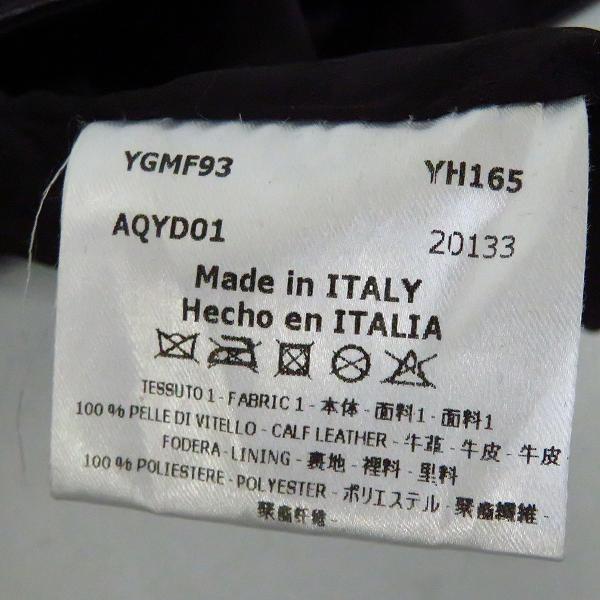 YGMF93 YH165
AQYD01 20133
Made in ITALY
Hecho en ITALIA
TESSUTO 1 - FABRIC 1 - 本体 - 面料1 - 面料1
100 % PELLE DI VITELLO - CALF LEATHER - 牛革 - 牛皮 - 牛皮 -
FODERA - LINING - 裏地 - 裡料 - 里料
100 % POLIESTERE - POLYESTER - ポリエステル - 聚酯纖維 -
聚酯纤维 -